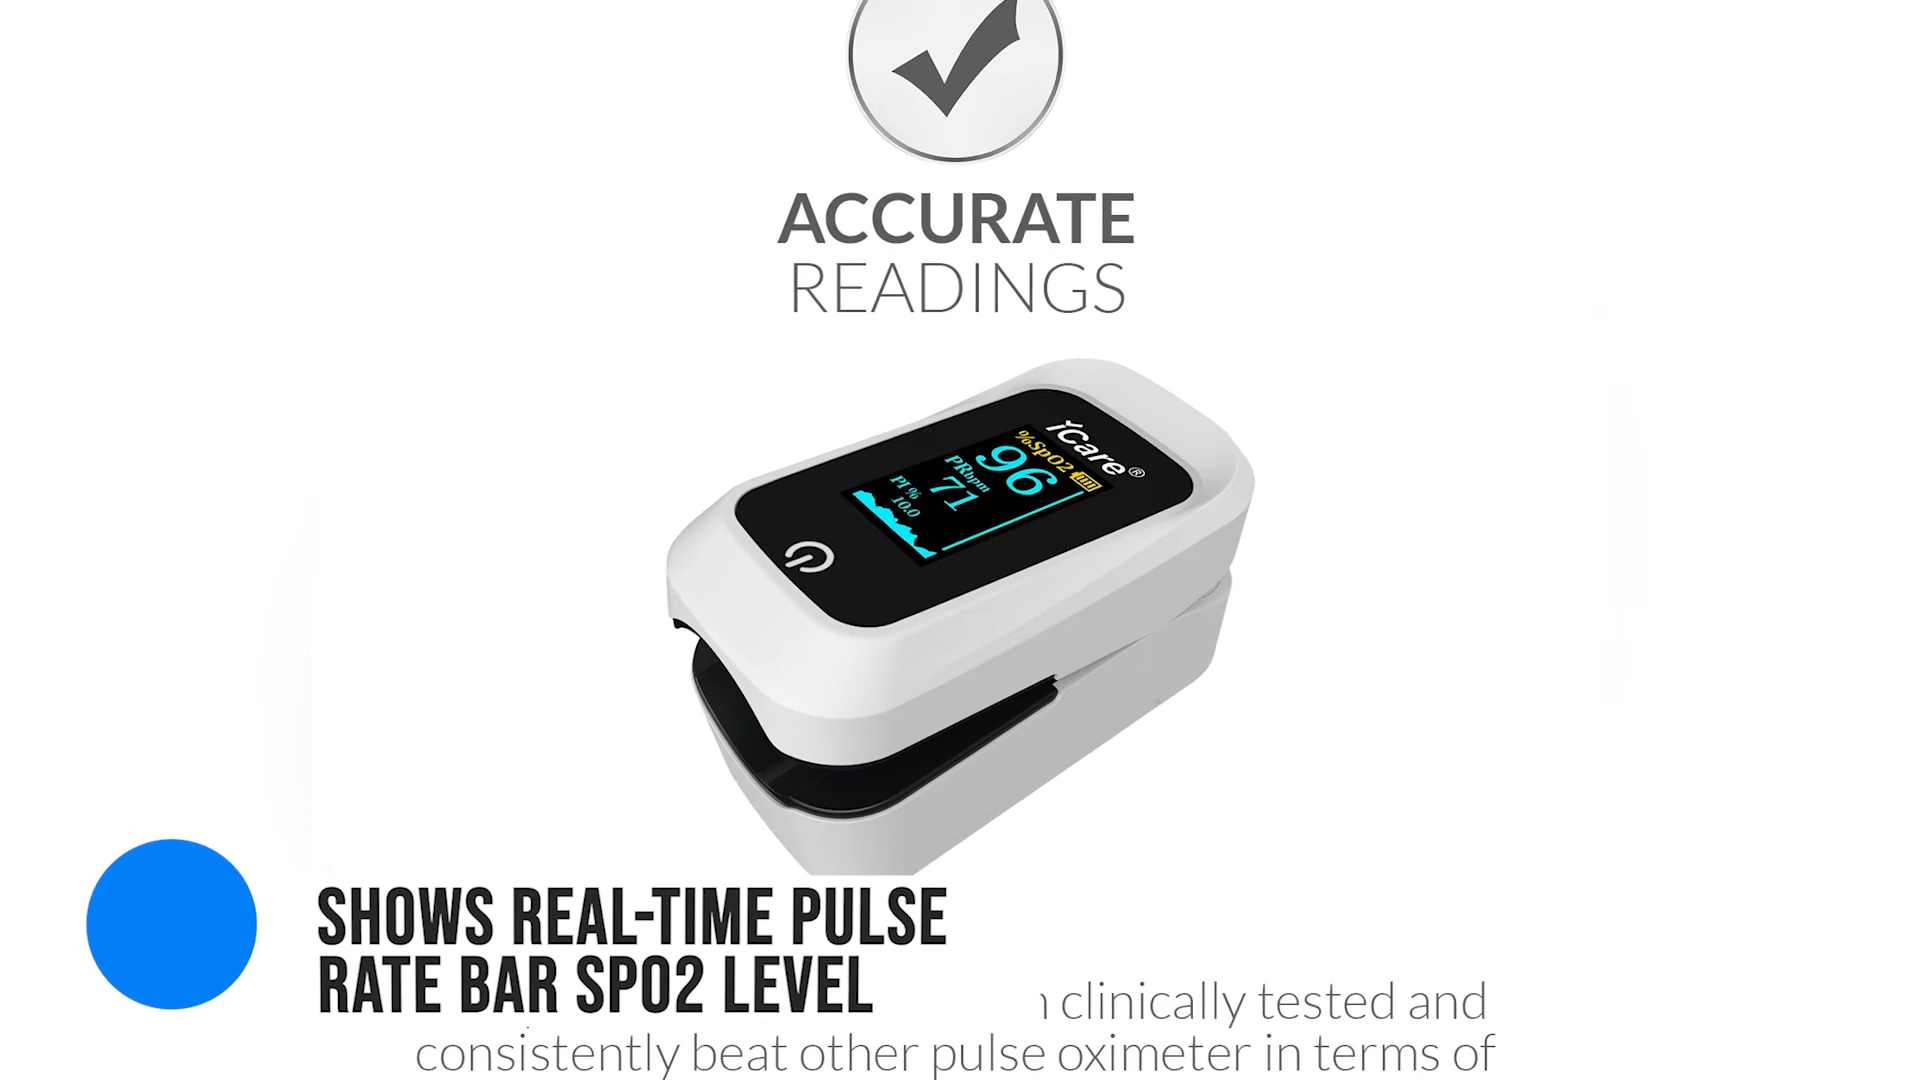 ACCURATE
READINGS
iCare®
%SpO2
96
PRbpm
71
PI %
10.0
SHOWS REAL-TIME PULSE
RATE BAR SPO2 LEVEL
clinically tested and
consistently beat other pulse oximeter in terms of